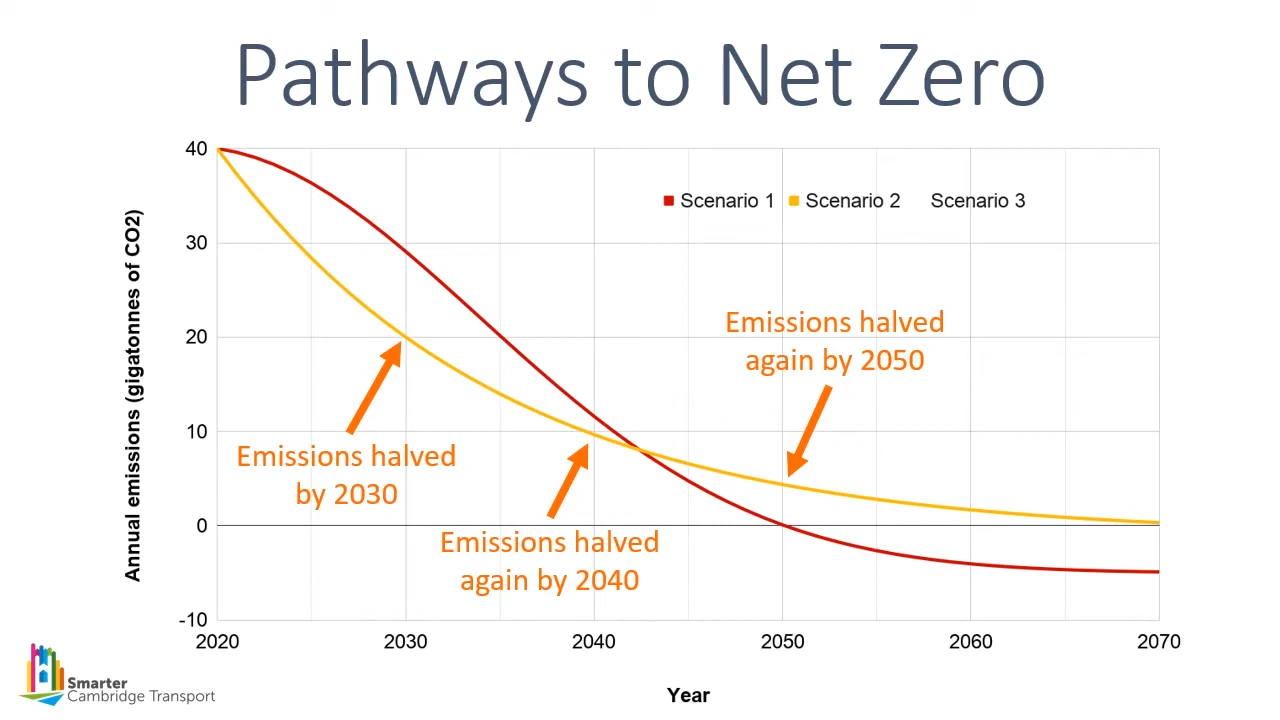 Pathways to Net Zero
40
30
20
10
0
-10
Annual emissions (gigatonnes of CO2)
Scenario 1
Scenario 2
Scenario 3
Emissions halved
again by 2050
Emissions halved
by 2030
Emissions halved
again by 2040
2020
2030
2040
2050
2060
2070
Year
Smarter
Cambridge Transport